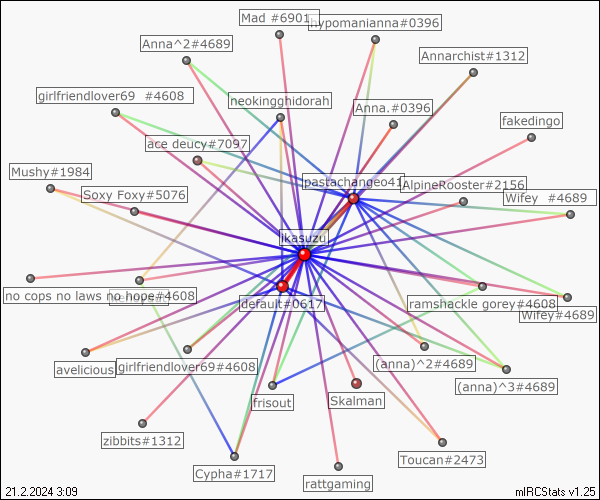 Mad #6901
hypomanianna#0396
Anna^2#4689
Annarchist#1312
girlfriendlover69 #4608
neokingghidorah
Anna.#0396
fakedingo
ace deucy#7097
Mushy#1984
pastachangeo41
AlpineRooster#2156
Soxy Foxy#5076
Wifey #4689
ikasuzu
no cops no laws no hope#4608
default#0617
ramshackle gorey#4608
Wifey#4689
avelicious
girlfriendlover69#4608
(anna)^2#4689
(anna)^3#4689
frisout
Skalman
zibbits#1312
Toucan#2473
Cypha#1717
rattgaming
21.2.2024 3:09
mIRCStats v1.25